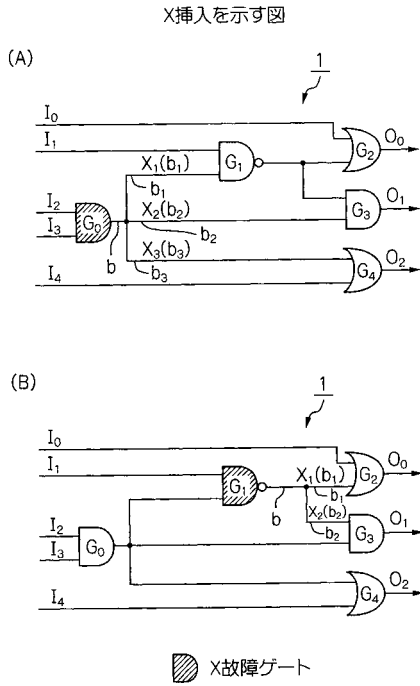 X挿入を示す図
(A)
1
I₀
I₁
X₁(b₁)
G₁
G₂
O₀
b₁
I₂
I₃
G₀
X₂(b₂)
b₂
G₃
O₁
b
X₃(b₃)
b₃
G₄
O₂
I₄
(B)
1
I₀
I₁
G₁
X₁(b₁)
G₂
O₀
b
b₁
X₂(b₂)
b₂
G₃
O₁
I₂
I₃
G₀
I₄
G₄
O₂
X故障ゲート